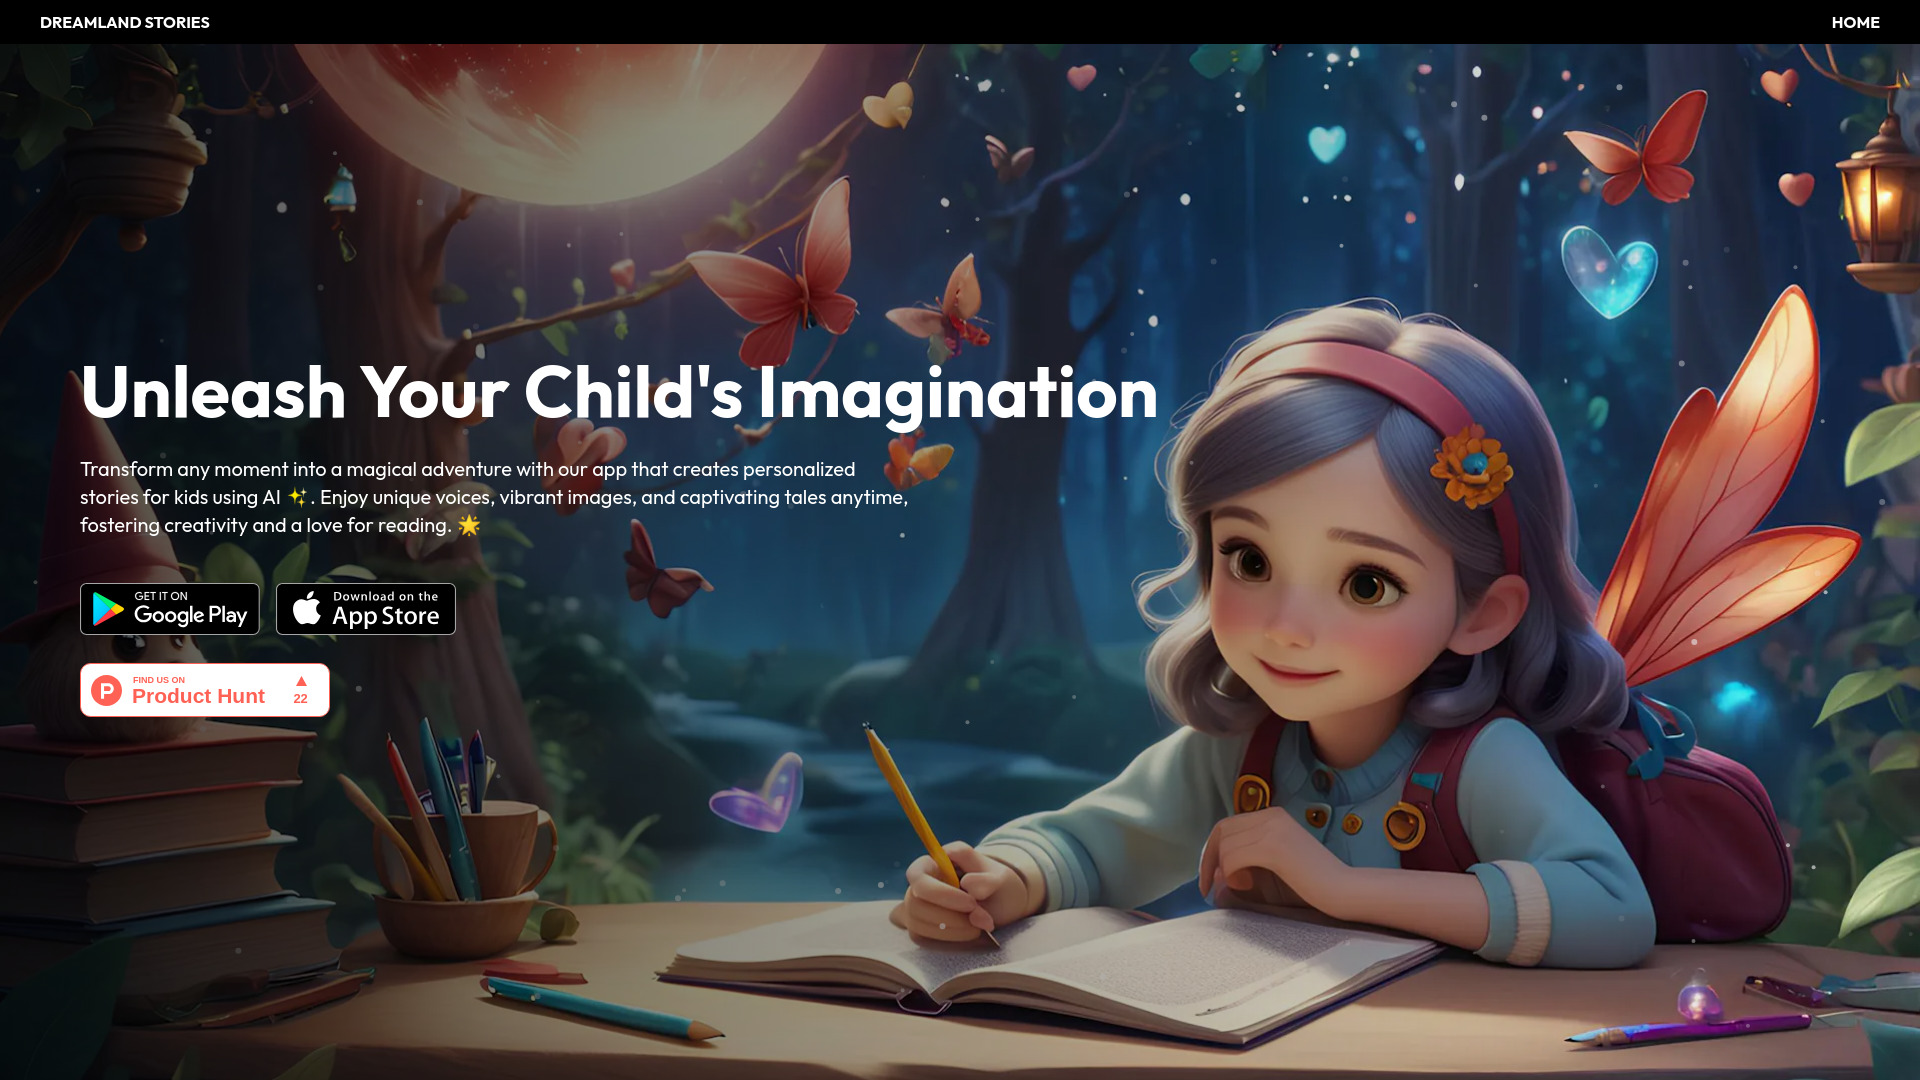 DREAMLAND STORIES
HOME
Unleash Your Child's Imagination
Transform any moment into a magical adventure with our app that creates personalized
stories for kids using AI ✨. Enjoy unique voices, vibrant images, and captivating tales anytime,
fostering creativity and a love for reading. 🌟
GET IT ON
Google Play
Download on the
App Store
FIND US ON
Product Hunt
▲
22